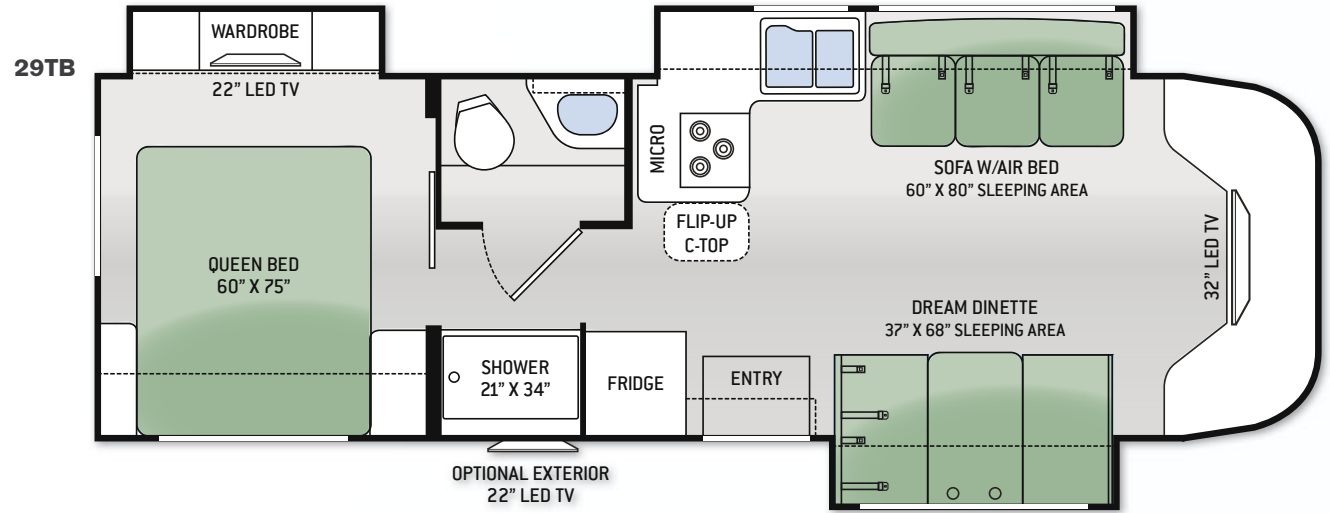 29TB
WARDROBE
22” LED TV
MICRO
FLIP-UP
C-TOP
SOFA W/AIR BED
60” X 80” SLEEPING AREA
32” LED TV
QUEEN BED
60” X 75”
DREAM DINETTE
37” X 68” SLEEPING AREA
SHOWER
21” X 34”
FRIDGE
ENTRY
OPTIONAL EXTERIOR
22” LED TV